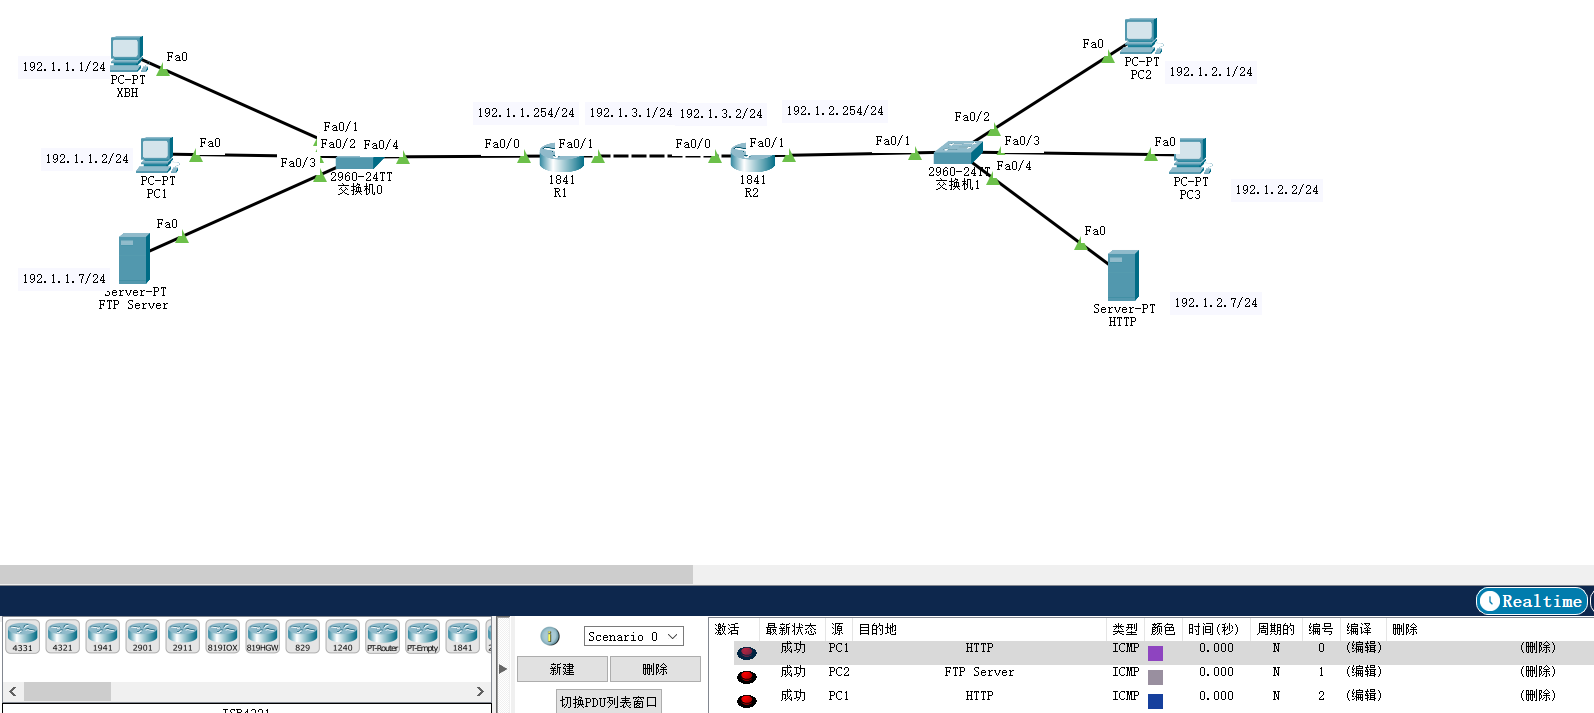 192.1.1.1/24
Fa0
PC-PT
XBH
192.1.1.2/24
Fa0
PC-PT
PC1
Fa0
192.1.1.7/24
Server-PT
FTP Server
Fa0/1
Fa0/2
Fa0/3
Fa0/4
2960-24TT
交换机0
192.1.1.254/24
192.1.3.1/24
192.1.3.2/24
192.1.2.254/24
Fa0/0
Fa0/1
1841
R1
Fa0/0
Fa0/1
1841
R2
Fa0/1
Fa0/2
Fa0/3
Fa0/4
2960-24TT
交换机1
Fa0
PC-PT
PC2
192.1.2.1/24
Fa0
PC-PT
PC3
192.1.2.2/24
Fa0
Server-PT
HTTP
192.1.2.7/24
Realtime
4331
4321
1941
2901
2911
819IOX
819HGW
829
1240
PT-Router
PT-Empty
1841
Scenario 0
新建
删除
切换PDU列表窗口
激活 最新状态 源 目的地 类型 颜色 时间(秒) 周期的 编号 编译 删除
成功 PC1 HTTP ICMP 0.000 N 0 (编辑) (删除)
成功 PC2 FTP Server ICMP 0.000 N 1 (编辑) (删除)
成功 PC1 HTTP ICMP 0.000 N 2 (编辑) (删除)